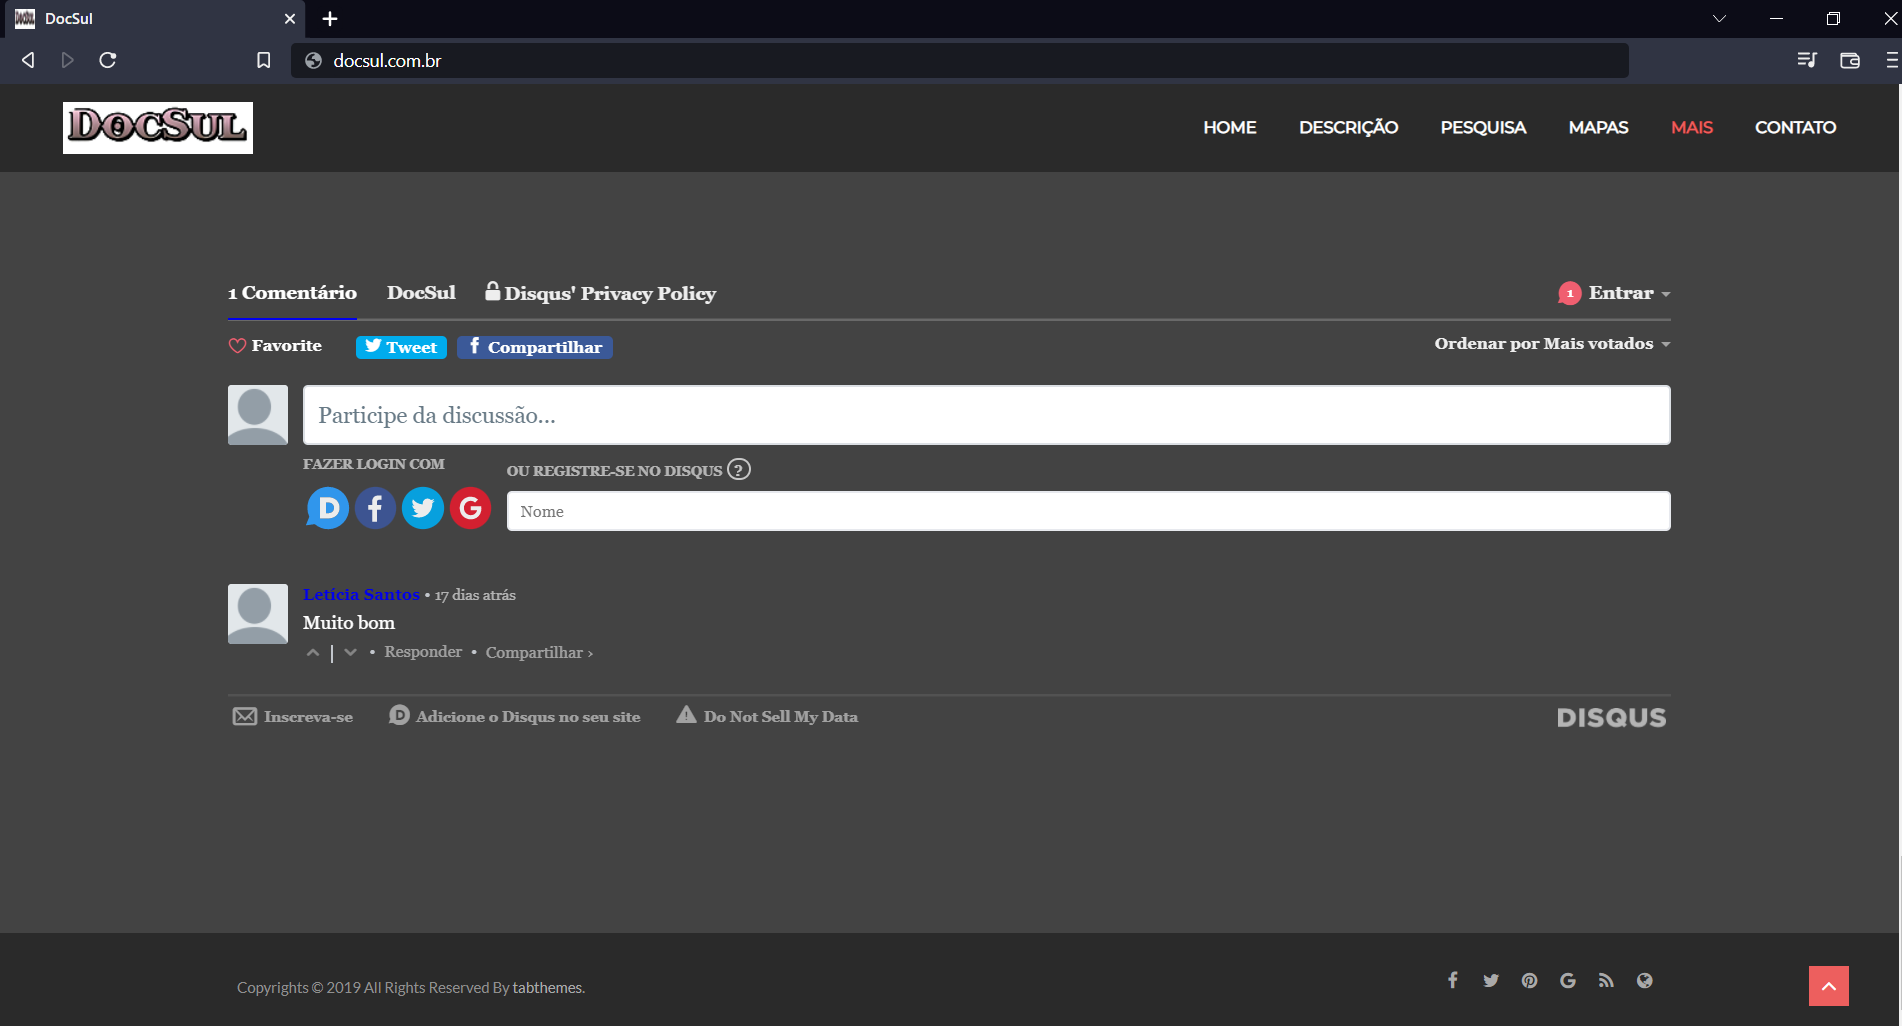 DocSul
docsul.com.br
DocSul
HOME DESCRIÇÃO PESQUISA MAPAS MAIS CONTATO
1 Comentário DocSul Disqus' Privacy Policy 1 Entrar
Favorite Tweet Compartilhar Ordenar por Mais votados
Participe da discussão...
FAZER LOGIN COM
OU REGISTRE-SE NO DISQUS ?
Nome
Letícia Santos • 17 dias atrás
Muito bom
• Responder • Compartilhar ›
Inscreva-se Adicione o Disqus no seu site Do Not Sell My Data DISQUS
Copyrights © 2019 All Rights Reserved By tabthemes.